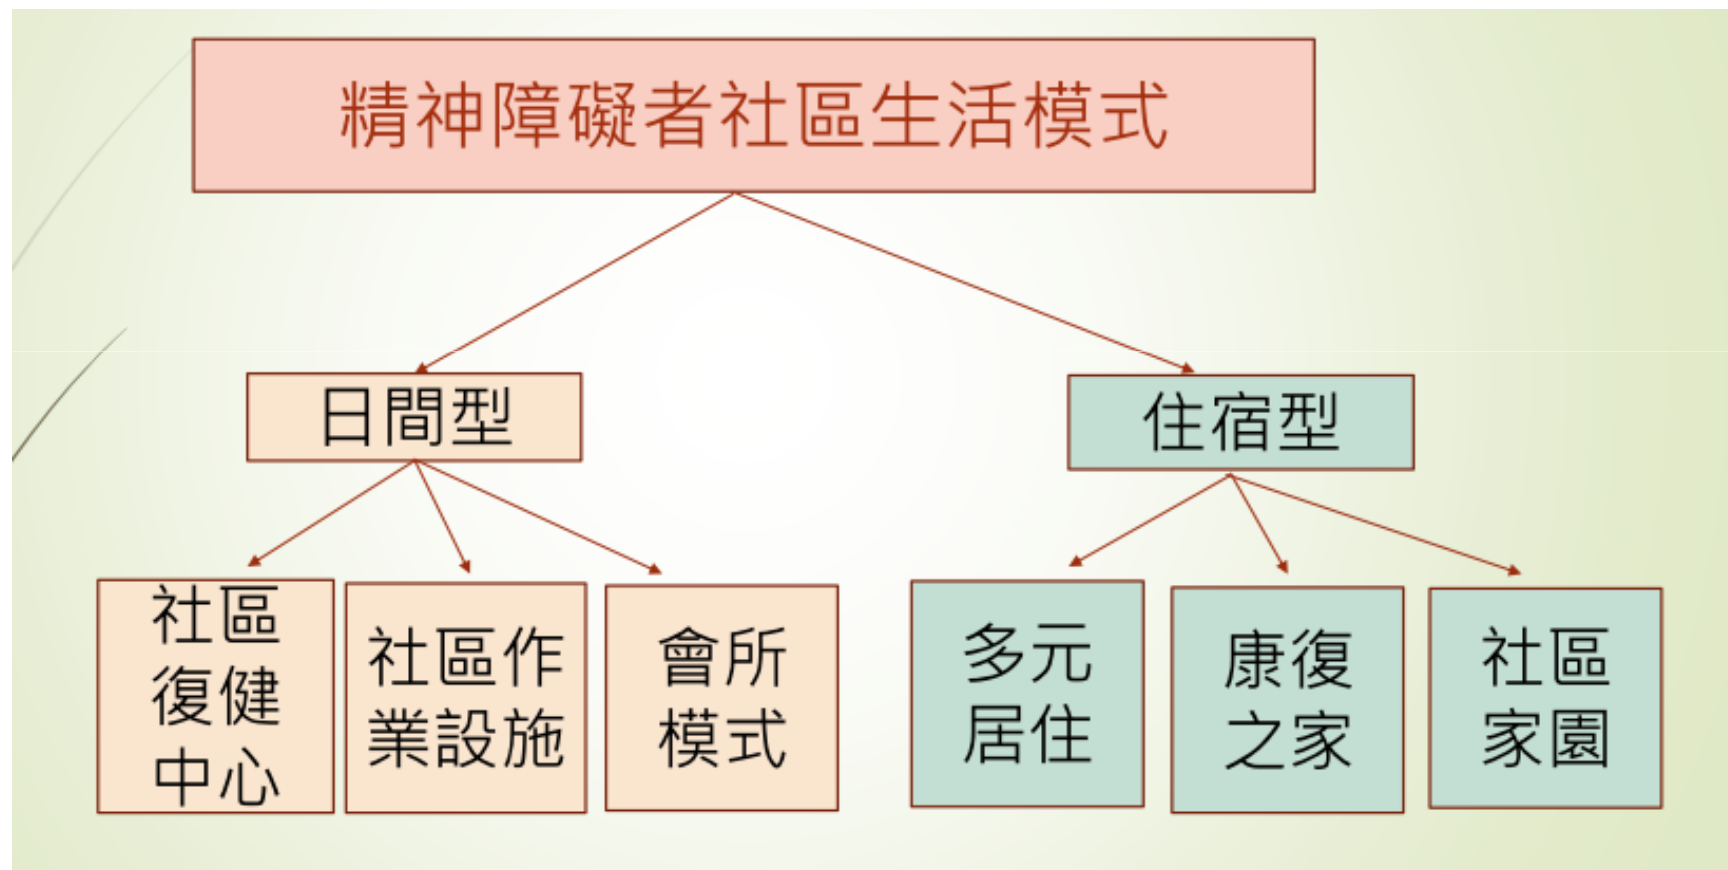 精神障礙者社區生活模式
日間型
住宿型
社區
復健
中心
社區作
業設施
會所
模式
多元
居住
康復
之家
社區
家園